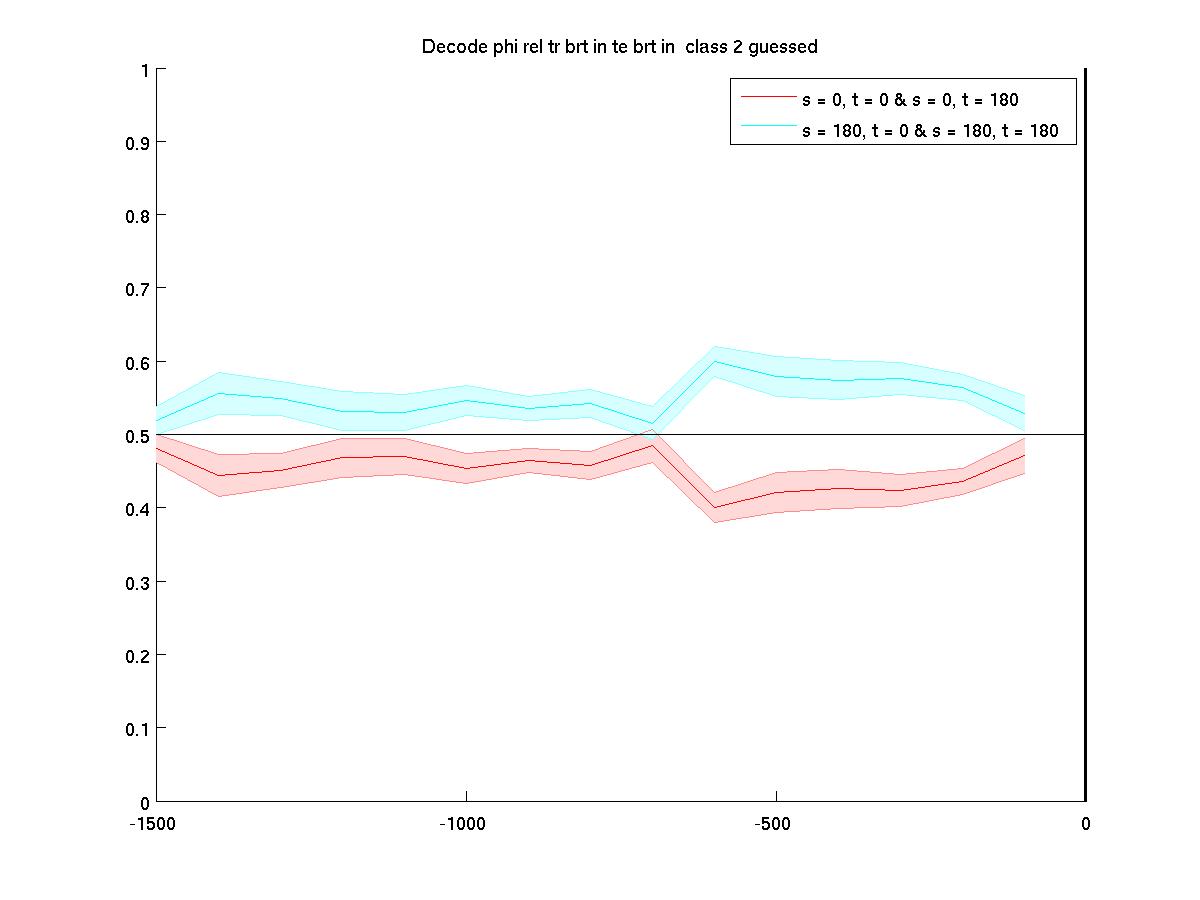 Decode phi rel tr brt in te brt in  class 2 guessed
s = 0, t = 0 & s = 0, t = 180
s = 180, t = 0 & s = 180, t = 180
1
0.9
0.8
0.7
0.6
0.5
0.4
0.3
0.2
0.1
0
-1500 -1000 -500 0